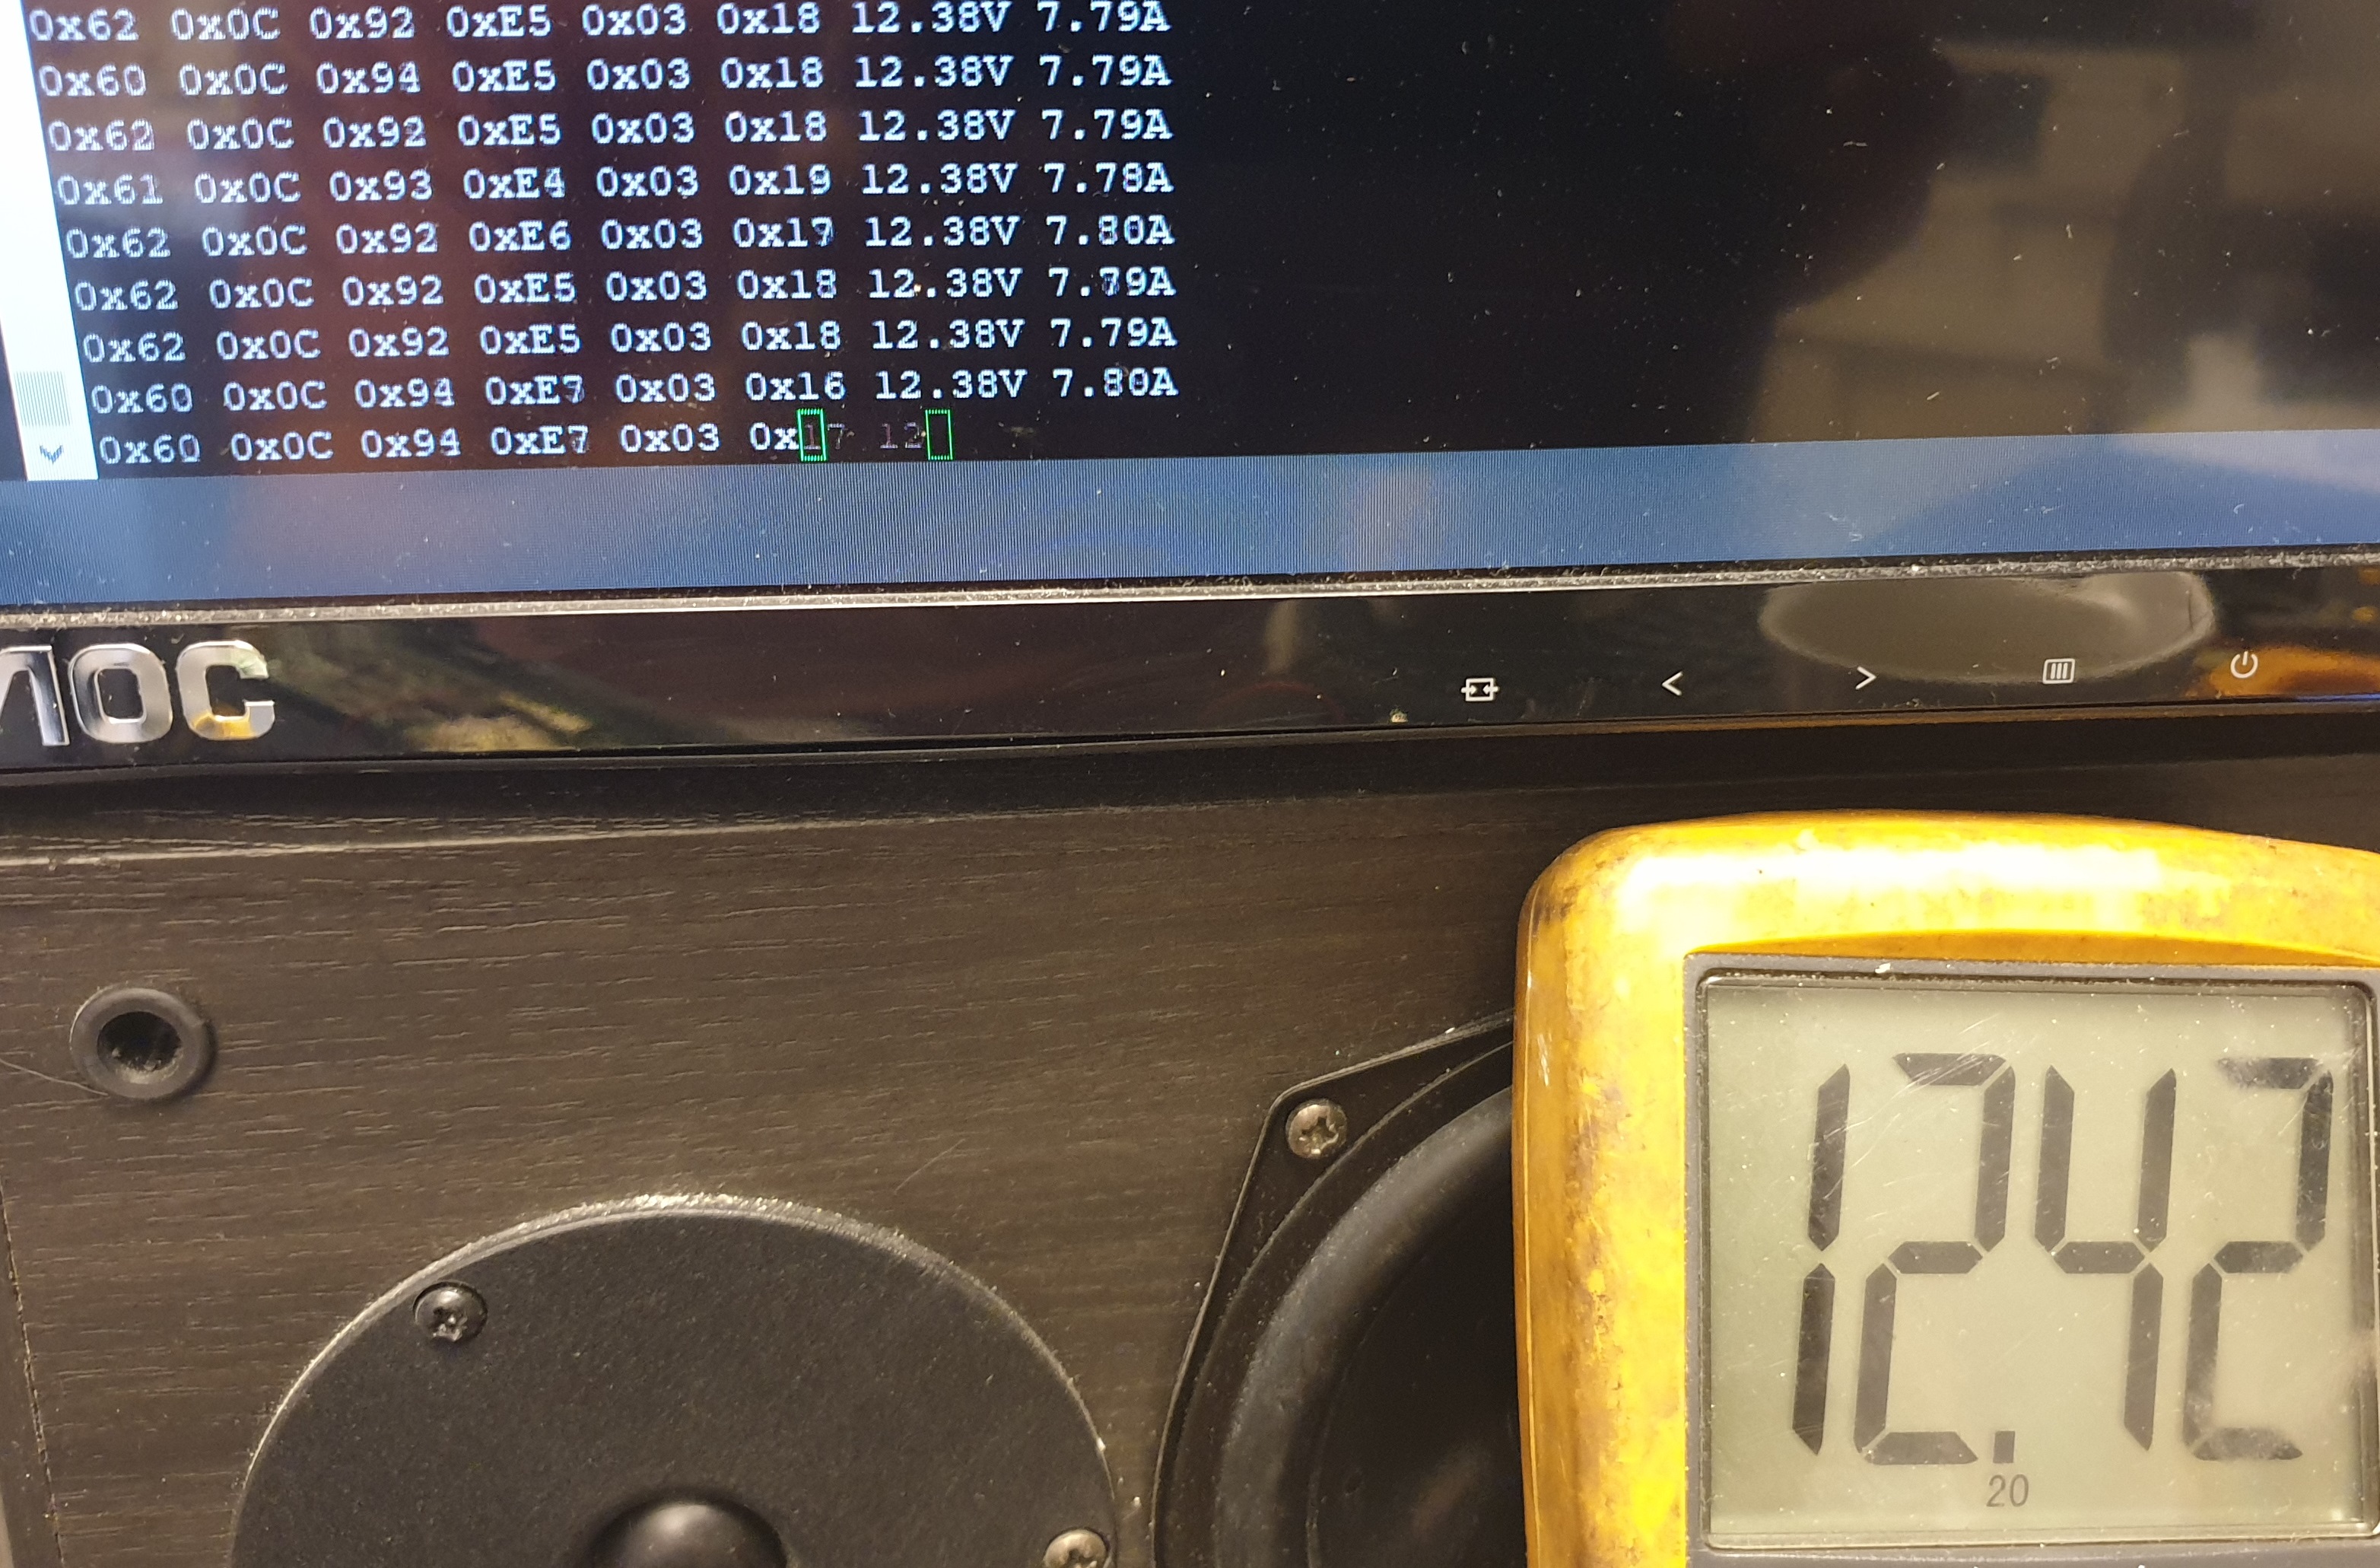 0x62 0x0C 0x92 0xE5 0x03 0x18 12.38V 7.79A
0x60 0x0C 0x94 0xE5 0x03 0x18 12.38V 7.79A
0x62 0x0C 0x92 0xE5 0x03 0x18 12.38V 7.79A
0x61 0x0C 0x93 0xE4 0x03 0x19 12.38V 7.78A
0x62 0x0C 0x92 0xE6 0x03 0x17 12.38V 7.80A
0x62 0x0C 0x92 0xE5 0x03 0x18 12.38V 7.79A
0x62 0x0C 0x92 0xE5 0x03 0x18 12.38V 7.79A
0x60 0x0C 0x94 0xE7 0x03 0x16 12.38V 7.80A
0x60 0x0C 0x94 0xE7 0x03 0x17 12
AOC
12.42
20